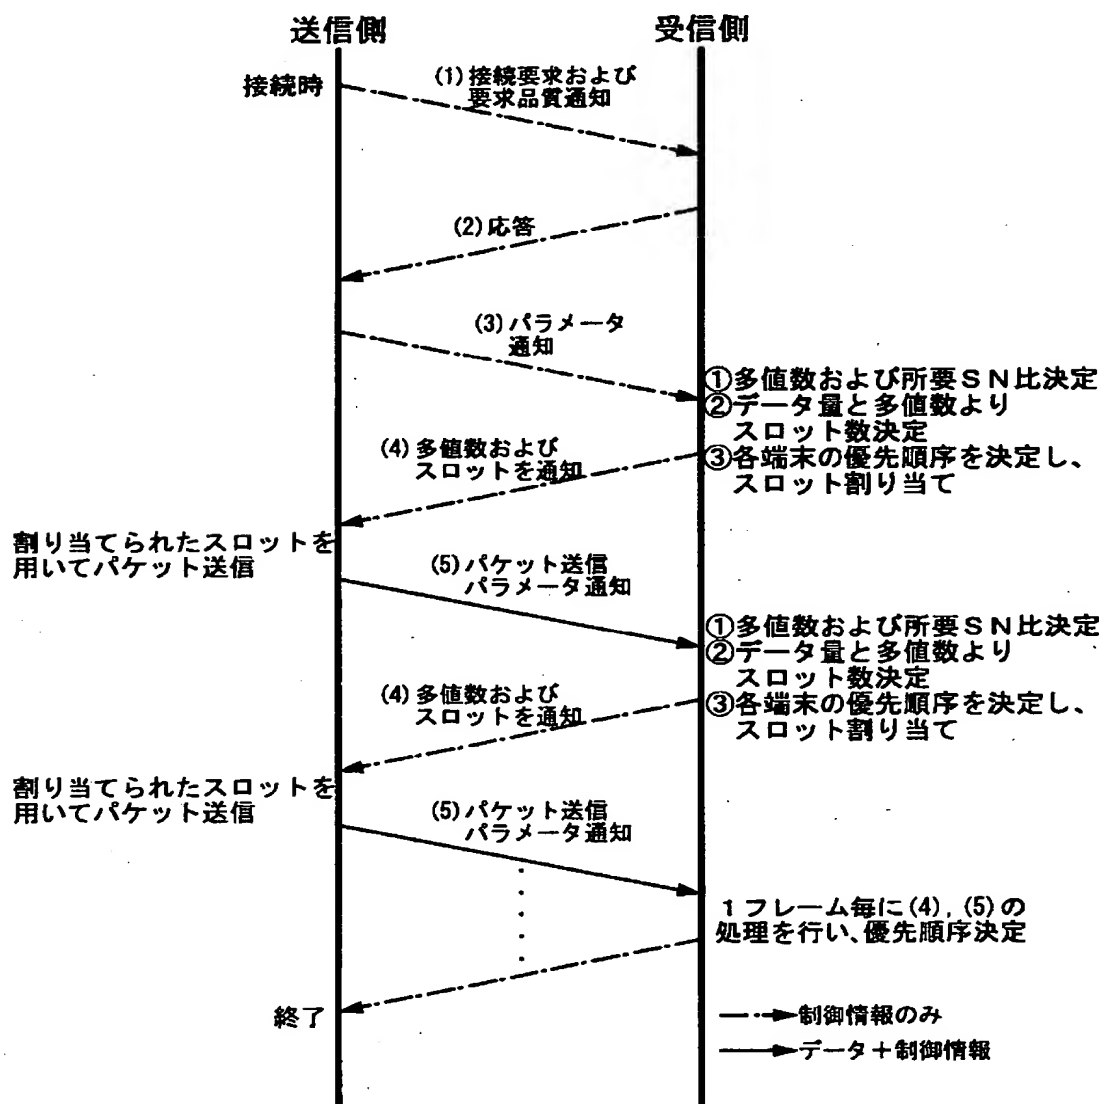 送信側
受信側
接続時
(1)接続要求および
要求品質通知
(2)応答
(3)パラメータ
通知
①多値数および所要SN比決定
②データ量と多値数より
スロット数決定
③各端末の優先順序を決定し、
スロット割り当て
(4)多値数および
スロットを通知
割り当てられたスロットを
用いてパケット送信
(5)パケット送信
パラメータ通知
①多値数および所要SN比決定
②データ量と多値数より
スロット数決定
③各端末の優先順序を決定し、
スロット割り当て
(4)多値数および
スロットを通知
割り当てられたスロットを
用いてパケット送信
(5)パケット送信
パラメータ通知
1フレーム毎に(4),(5)の
処理を行い、優先順序決定
終了
制御情報のみ
データ+制御情報